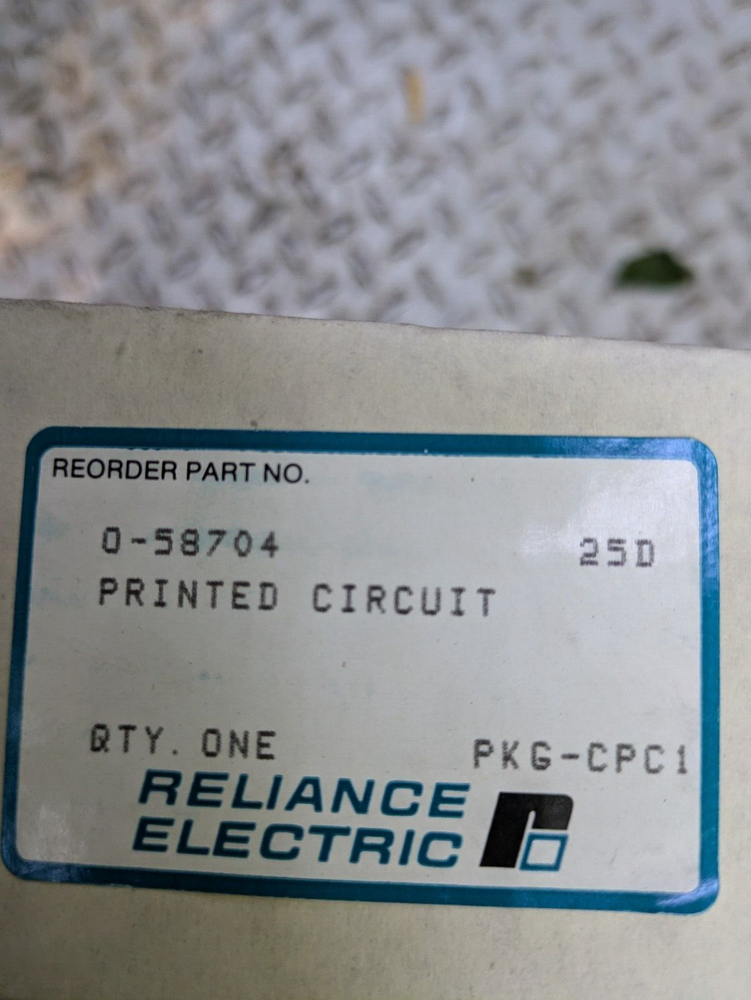 REORDER PART NO.
0-58704 25D
PRINTED CIRCUIT
QTY. ONE PKG-CPC1
RELIANCE
ELECTRIC